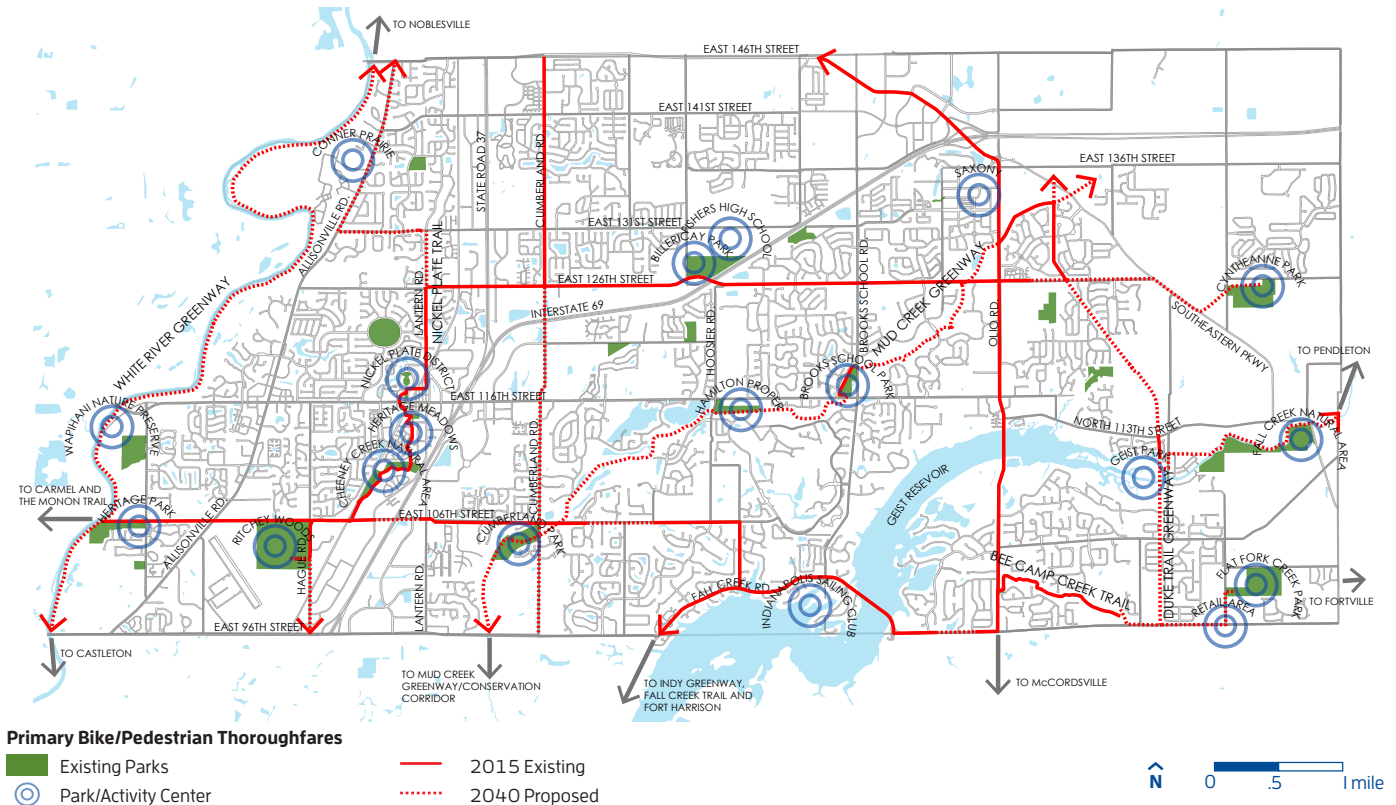 TO NOBLESVILLE
EAST 146TH STREET
EAST 141ST STREET
CONNER PRAIRIE
STATE ROAD 37
CUMBERLAND RD.
EAST 136TH STREET
SAXONY
ALLISONVILLE RD.
EAST 131ST STREET
FISHERS HIGH SCHOOL
BILLERICAY PARK
NICKEL PLATE TRAIL
LANTERN RD.
EAST 126TH STREET
BROOKS SCHOOL RD.
MUD CREEK GREENWAY
CYNTHEANNE PARK
WHITE RIVER GREENWAY
INTERSTATE 69
HOOSIER RD.
OLIO RD.
SOUTHEASTERN PKWY
TO PENDLETON
NICKEL PLATE DISTRICT
BROOKS SCHOOL PARK
EAST 116TH STREET
HAMILTON PROPER
HERITAGE MEADOWS
WAPIHANI NATURE PRESERVE
NORTH 113TH STREET
FALL CREEK NATURAL AREA
CHEENEY CREEK NATURAL AREA
CUMBERLAND RD.
GEIST PARK
TO CARMEL AND
THE MONON TRAIL
HERITAGE PARK
ALLISONVILLE RD.
GEIST RESEVOIR
EAST 106TH STREET
RITCHEY WOODS
CUMBERLAND PARK
HAGUE RD.
LANTERN RD.
FALL CREEK RD.
INDIANAPOLIS SAILING CLUB
BEE CAMP CREEK TRAIL
DUKE TRAIL GREENWAY
FLAT FORK CREEK PARK
RETAIL AREA
TO FORTVILLE
EAST 96TH STREET
TO CASTLETON
TO MUD CREEK
GREENWAY/CONSERVATION
CORRIDOR
TO INDY GREENWAY,
FALL CREEK TRAIL AND
FORT HARRISON
TO McCORDSVILLE
Primary Bike/Pedestrian Thoroughfares
Existing Parks
2015 Existing
Park/Activity Center
2040 Proposed
N
0 .5 1 mile